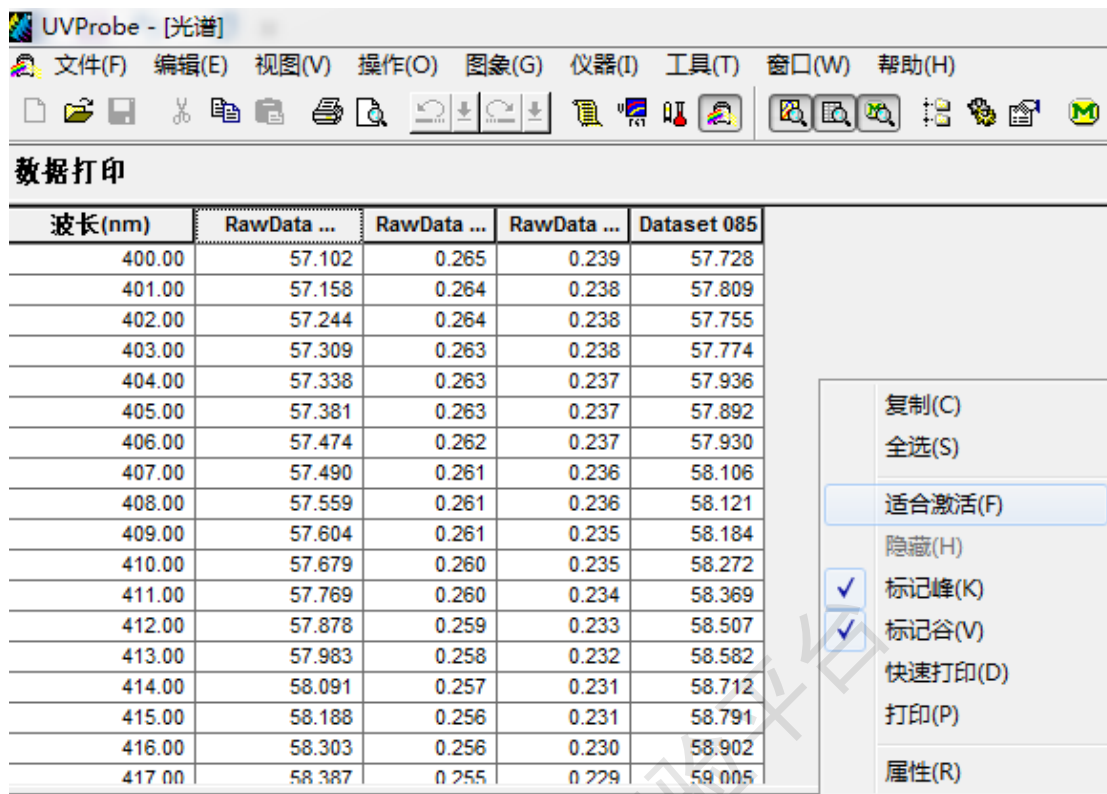 UVProbe - [光谱]
文件(F) 编辑(E) 视图(V) 操作(O) 图象(G) 仪器(I) 工具(T) 窗口(W) 帮助(H)
数据打印
波长(nm) RawData ... RawData ... RawData ... Dataset 085
400.00 57.102 0.265 0.239 57.728
401.00 57.158 0.264 0.238 57.809
402.00 57.244 0.264 0.238 57.755
403.00 57.309 0.263 0.238 57.774
404.00 57.338 0.263 0.237 57.936
405.00 57.381 0.263 0.237 57.892
406.00 57.474 0.262 0.237 57.930
407.00 57.490 0.261 0.236 58.106
408.00 57.559 0.261 0.236 58.121
409.00 57.604 0.261 0.235 58.184
410.00 57.679 0.260 0.235 58.272
411.00 57.769 0.260 0.234 58.369
412.00 57.878 0.259 0.233 58.507
413.00 57.983 0.258 0.232 58.582
414.00 58.091 0.257 0.231 58.712
415.00 58.188 0.256 0.231 58.791
416.00 58.303 0.256 0.230 58.902
417.00 58.387 0.255 0.229 59.005
复制(C)
全选(S)
适合激活(F)
隐藏(H)
标记峰(K)
标记谷(V)
快速打印(D)
打印(P)
属性(R)
验平台